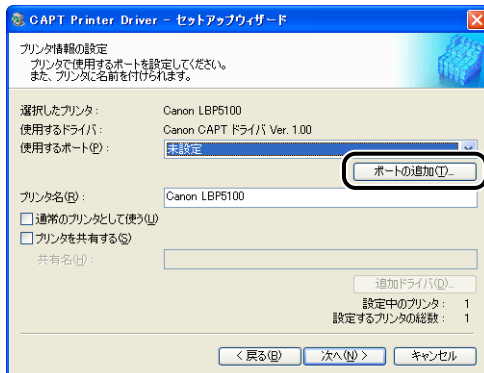 CAPT Printer Driver - セットアップウィザード
プリンタ情報の設定
プリンタで使用するポートを設定してください。
また、プリンタに名前を付けられます。
選択したプリンタ： Canon LBP5100
使用するドライバ： Canon CAPT ドライバ Ver. 1.00
使用するポート(P)： 未設定
ポートの追加(T)...
プリンタ名(R)： Canon LBP5100
通常のプリンタとして使う(U)
プリンタを共有する(S)
共有名(H)：
追加ドライバ(D)...
設定中のプリンタ： 1
設定するプリンタの総数： 1
< 戻る(B) 次へ(N) > キャンセル